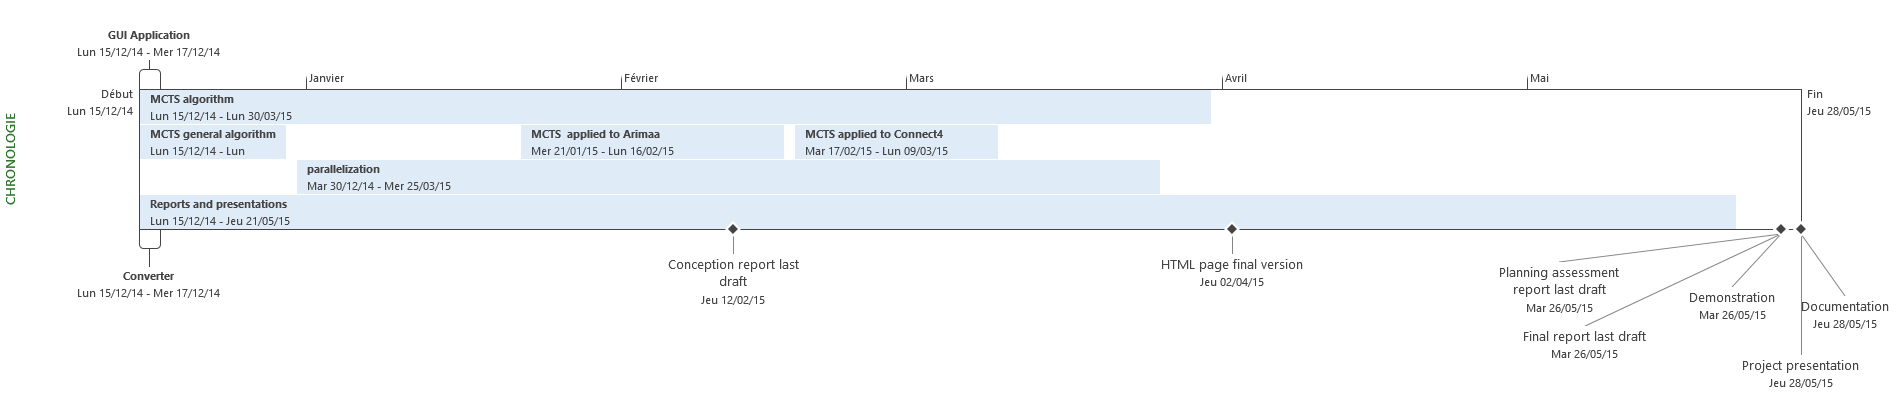 CHRONOLOGIE
GUI Application
Lun 15/12/14 - Mer 17/12/14
Janvier
Février
Mars
Avril
Mai
Début
Lun 15/12/14
Fin
Jeu 28/05/15
MCTS algorithm
Lun 15/12/14 - Lun 30/03/15
MCTS general algorithm
Lun 15/12/14 - Lun
MCTS  applied to Arimaa
Mer 21/01/15 - Lun 16/02/15
MCTS applied to Connect4
Mar 17/02/15 - Lun 09/03/15
parallelization
Mar 30/12/14 - Mer 25/03/15
Reports and presentations
Lun 15/12/14 - Jeu 21/05/15
Converter
Lun 15/12/14 - Mer 17/12/14
Conception report last
draft
Jeu 12/02/15
HTML page final version
Jeu 02/04/15
Planning assessment
report last draft
Mar 26/05/15
Final report last draft
Mar 26/05/15
Demonstration
Mar 26/05/15
Documentation
Jeu 28/05/15
Project presentation
Jeu 28/05/15